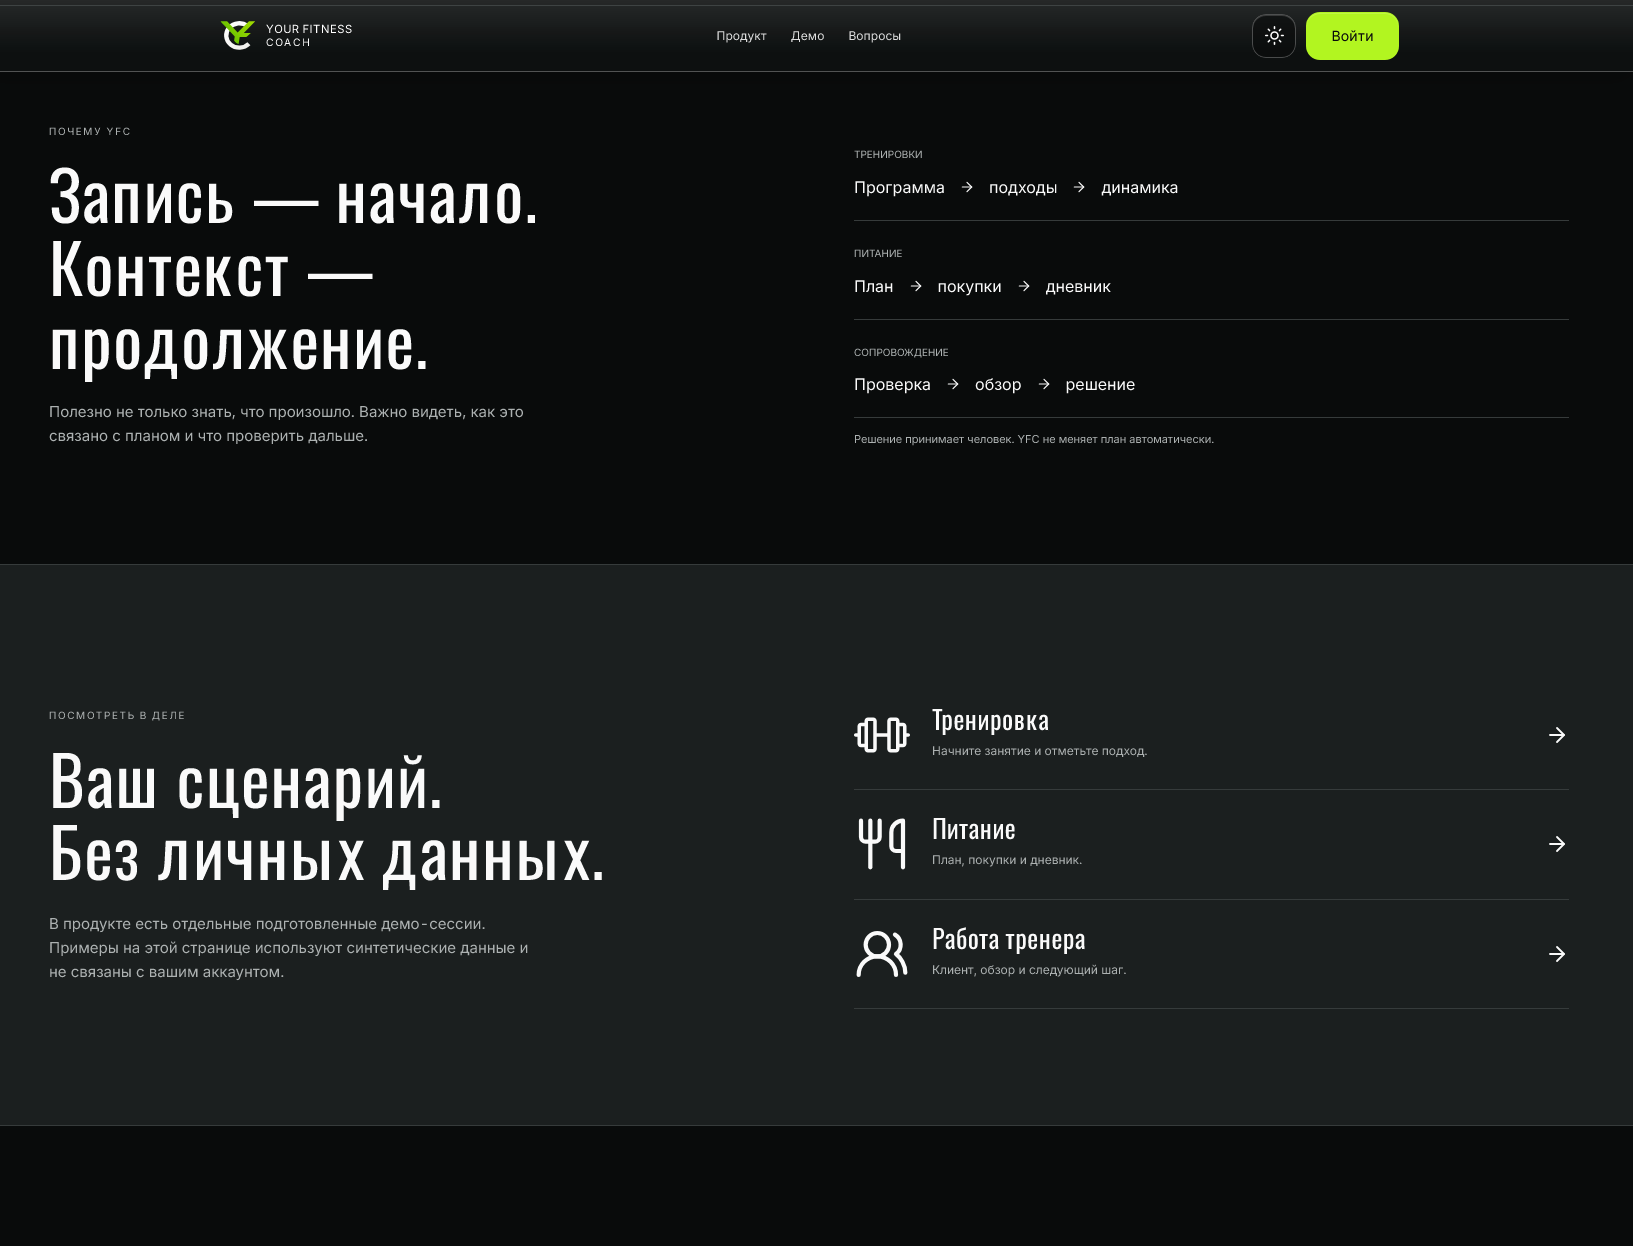 YOUR FITNESS
COACH
Продукт Демо Вопросы
Войти
ПОЧЕМУ YFC
Запись — начало.
Контекст —
продолжение.
Полезно не только знать, что произошло. Важно видеть, как это
связано с планом и что проверить дальше.
ТРЕНИРОВКИ
Программа → подходы → динамика
ПИТАНИЕ
План → покупки → дневник
СОПРОВОЖДЕНИЕ
Проверка → обзор → решение
Решение принимает человек. YFC не меняет план автоматически.
ПОСМОТРЕТЬ В ДЕЛЕ
Ваш сценарий.
Без личных данных.
В продукте есть отдельные подготовленные демо-сессии.
Примеры на этой странице используют синтетические данные и
не связаны с вашим аккаунтом.
Тренировка
Начните занятие и отметьте подход.
Питание
План, покупки и дневник.
Работа тренера
Клиент, обзор и следующий шаг.